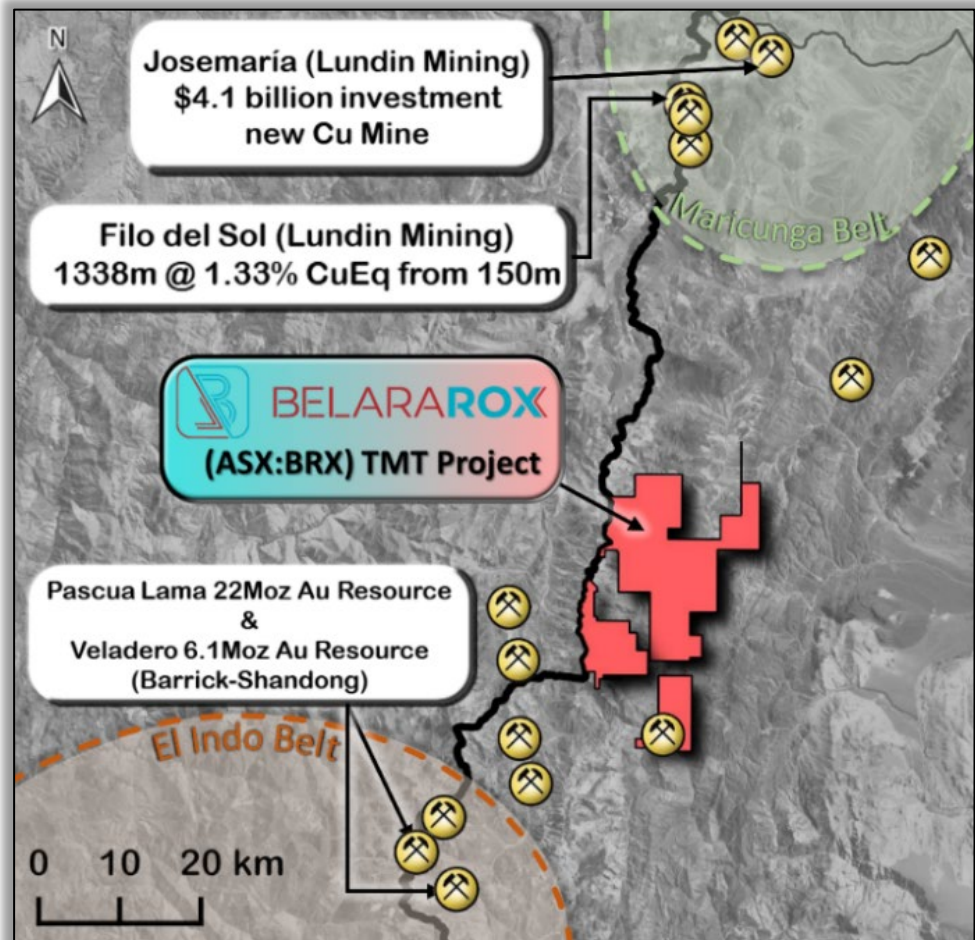 N
Josemaría (Lundin Mining)
$4.1 billion investment
new Cu Mine
Filo del Sol (Lundin Mining)
1338m @ 1.33% CuEq from 150m
Maricunga Belt
BELARAROX
(ASX:BRX) TMT Project
Pascua Lama 22Moz Au Resource
&
Veladero 6.1Moz Au Resource
(Barrick-Shandong)
El Indo Belt
0 10 20 km